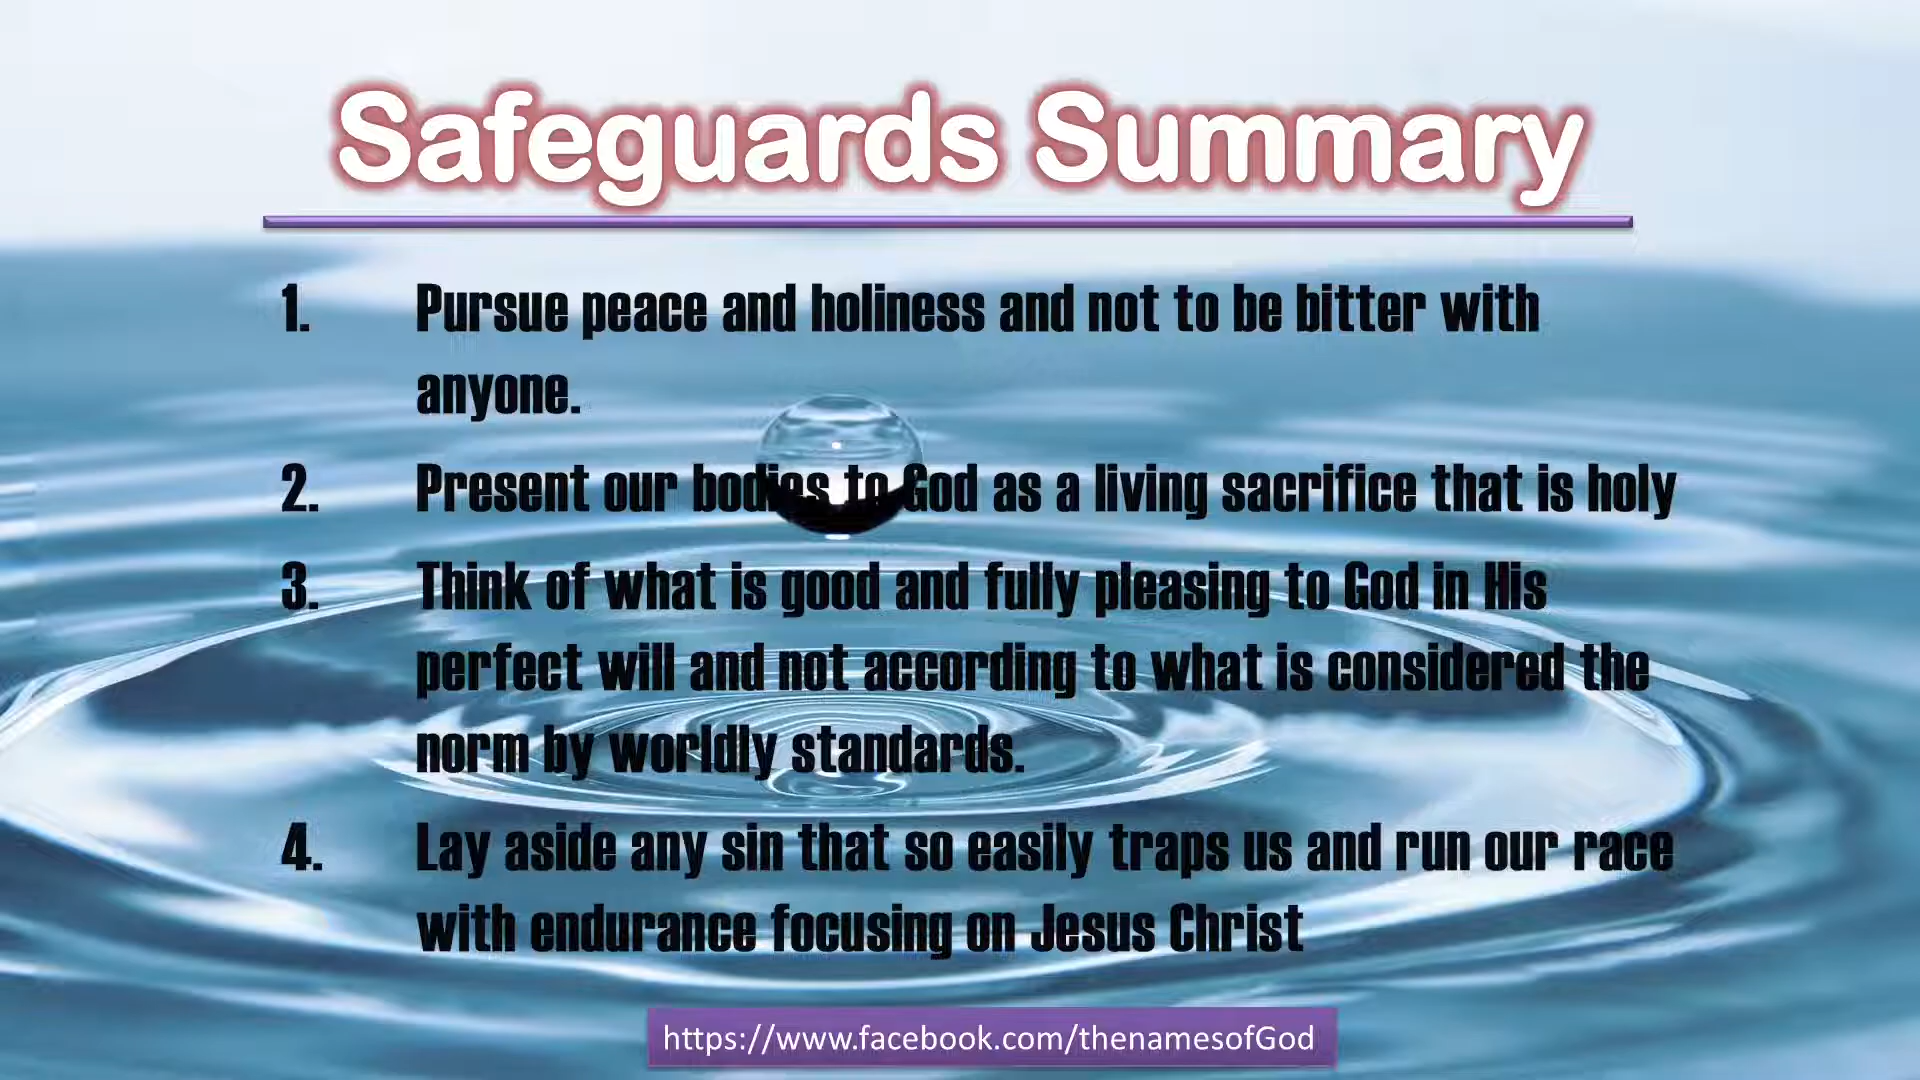 Safeguards Summary
1. Pursue peace and holiness and not to be bitter with
anyone.
2. Present our bodies to God as a living sacrifice that is holy
3. Think of what is good and fully pleasing to God in His
perfect will and not according to what is considered the
norm by worldly standards.
4. Lay aside any sin that so easily traps us and run our race
with endurance focusing on Jesus Christ
https://www.facebook.com/thenamesofGod